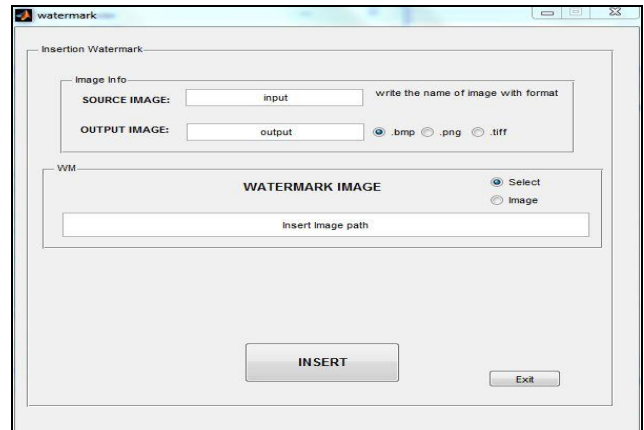 watermark
Insertion Watermark
Image Info
SOURCE IMAGE: input write the name of image with format
OUTPUT IMAGE: output .bmp .png .tiff
WM
WATERMARK IMAGE Select
Image
Insert Image path
INSERT
Exit